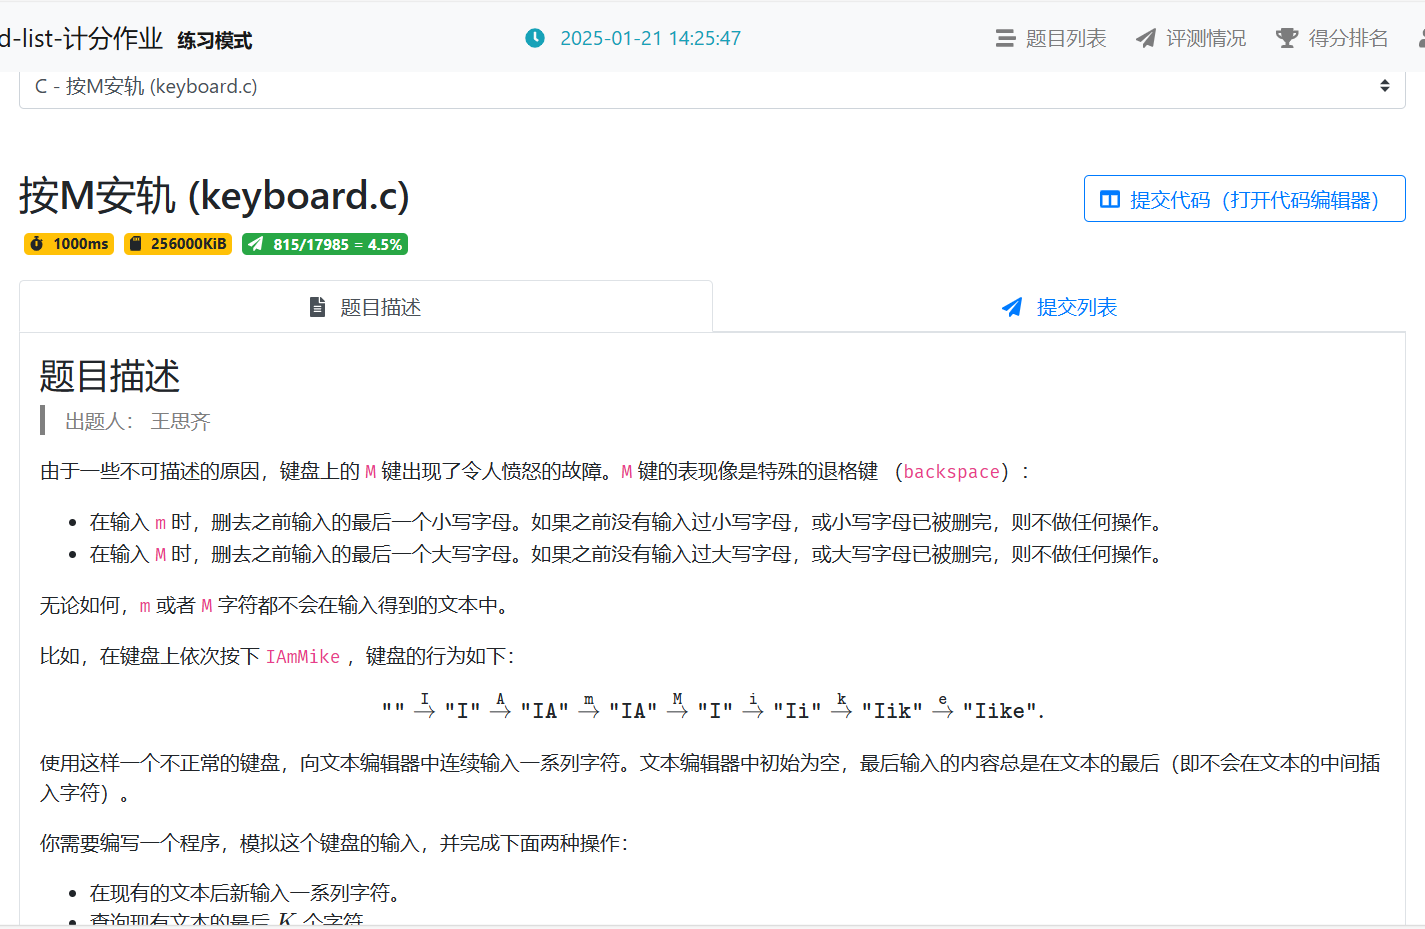 d-list-计分作业 练习模式 2025-01-21 14:25:47 题目列表 评测情况 得分排名
C - 按M安轨 (keyboard.c)
按M安轨 (keyboard.c)
提交代码（打开代码编辑器）
1000ms 256000KiB 815/17985 = 4.5%
题目描述 提交列表
题目描述
出题人： 王思齐
由于一些不可描述的原因，键盘上的 M 键出现了令人愤怒的故障。M 键的表现像是特殊的退格键 （backspace）：
在输入 m 时，删去之前输入的最后一个小写字母。如果之前没有输入过小写字母，或小写字母已被删完，则不做任何操作。
在输入 M 时，删去之前输入的最后一个大写字母。如果之前没有输入过大写字母，或大写字母已被删完，则不做任何操作。
无论如何，m 或者 M 字符都不会在输入得到的文本中。
比如，在键盘上依次按下 IAmMike ，键盘的行为如下：
"" I→ "I" A→ "IA" m→ "IA" M→ "I" i→ "Ii" k→ "Iik" e→ "Iike".
使用这样一个不正常的键盘，向文本编辑器中连续输入一系列字符。文本编辑器中初始为空，最后输入的内容总是在文本的最后（即不会在文本的中间插
入字符）。
你需要编写一个程序，模拟这个键盘的输入，并完成下面两种操作：
在现有的文本后新输入一系列字符。
查询现有文本的最后 K 个字符